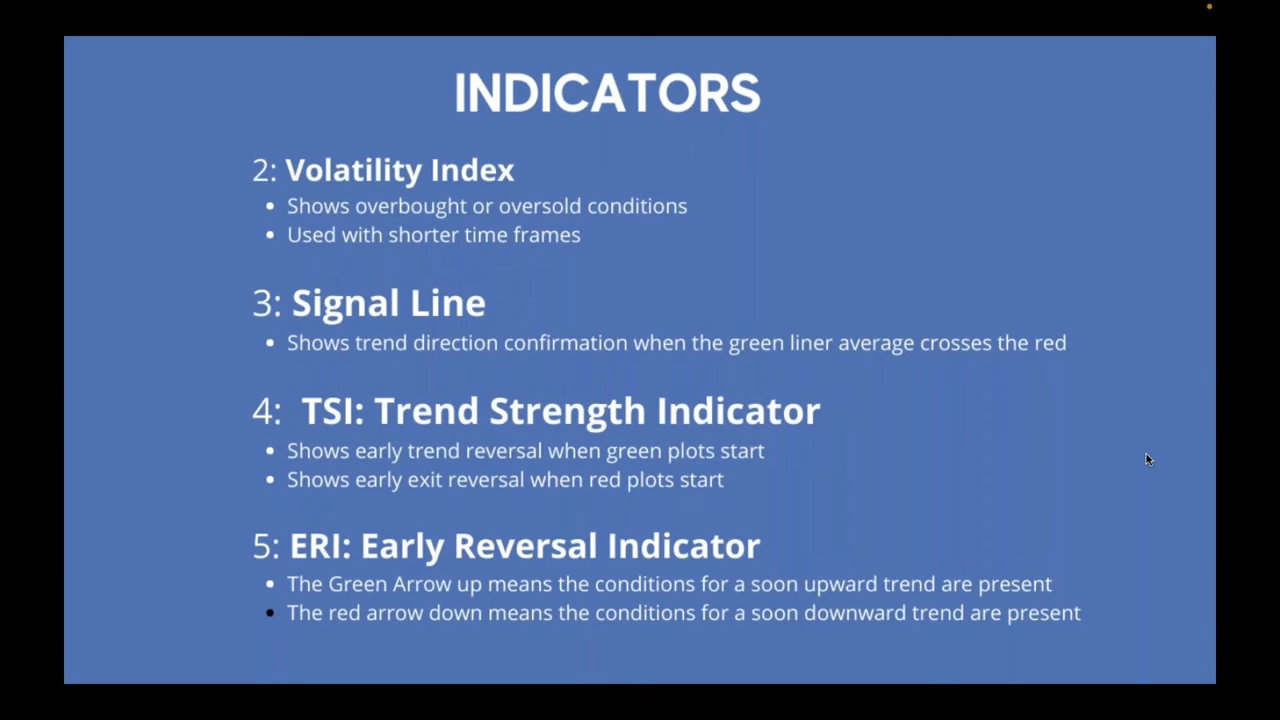 INDICATORS
2: Volatility Index
• Shows overbought or oversold conditions
• Used with shorter time frames
3: Signal Line
• Shows trend direction confirmation when the green liner average crosses the red
4: TSI: Trend Strength Indicator
• Shows early trend reversal when green plots start
• Shows early exit reversal when red plots start
5: ERI: Early Reversal Indicator
• The Green Arrow up means the conditions for a soon upward trend are present
• The red arrow down means the conditions for a soon downward trend are present